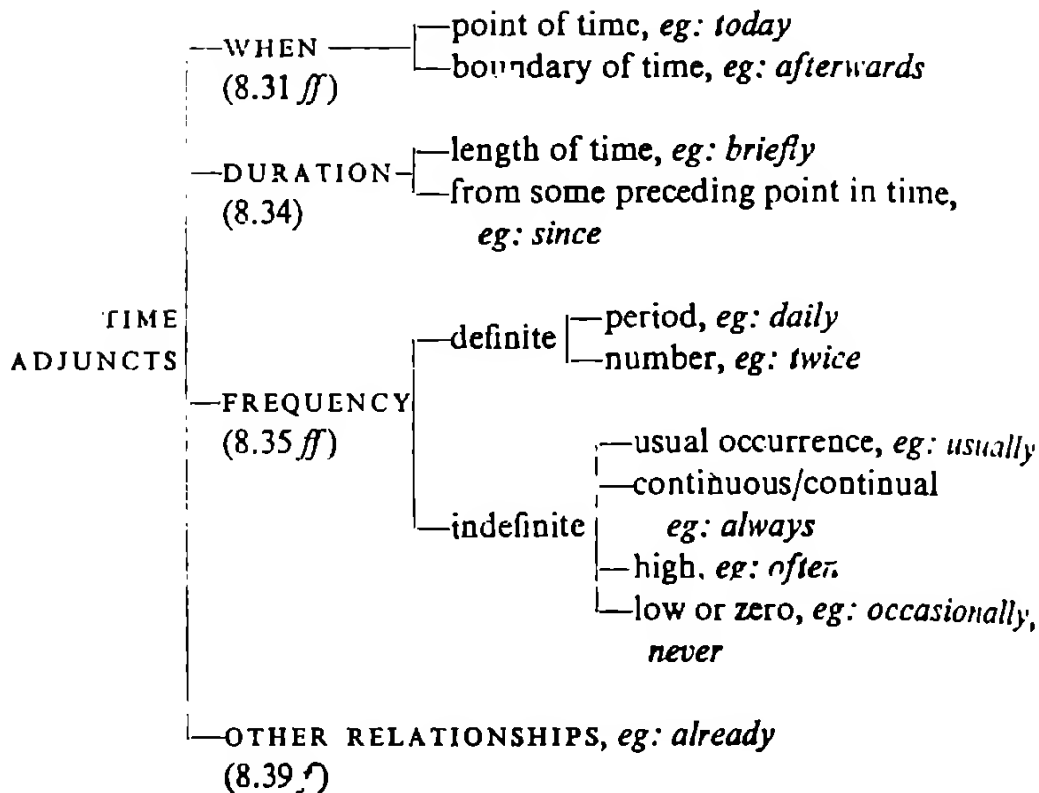 WHEN
(8.31 ff)
point of time, eg: today
boundary of time, eg: afterwards
DURATION
(8.34)
length of time, eg: briefly
from some preceding point in time,
eg: since
TIME
ADJUNCTS
FREQUENCY
(8.35 ff)
definite
period, eg: daily
number, eg: twice
indefinite
usual occurrence, eg: usually
continuous/continual
eg: always
high, eg: often
low or zero, eg: occasionally,
never
OTHER RELATIONSHIPS, eg: already
(8.39 f)